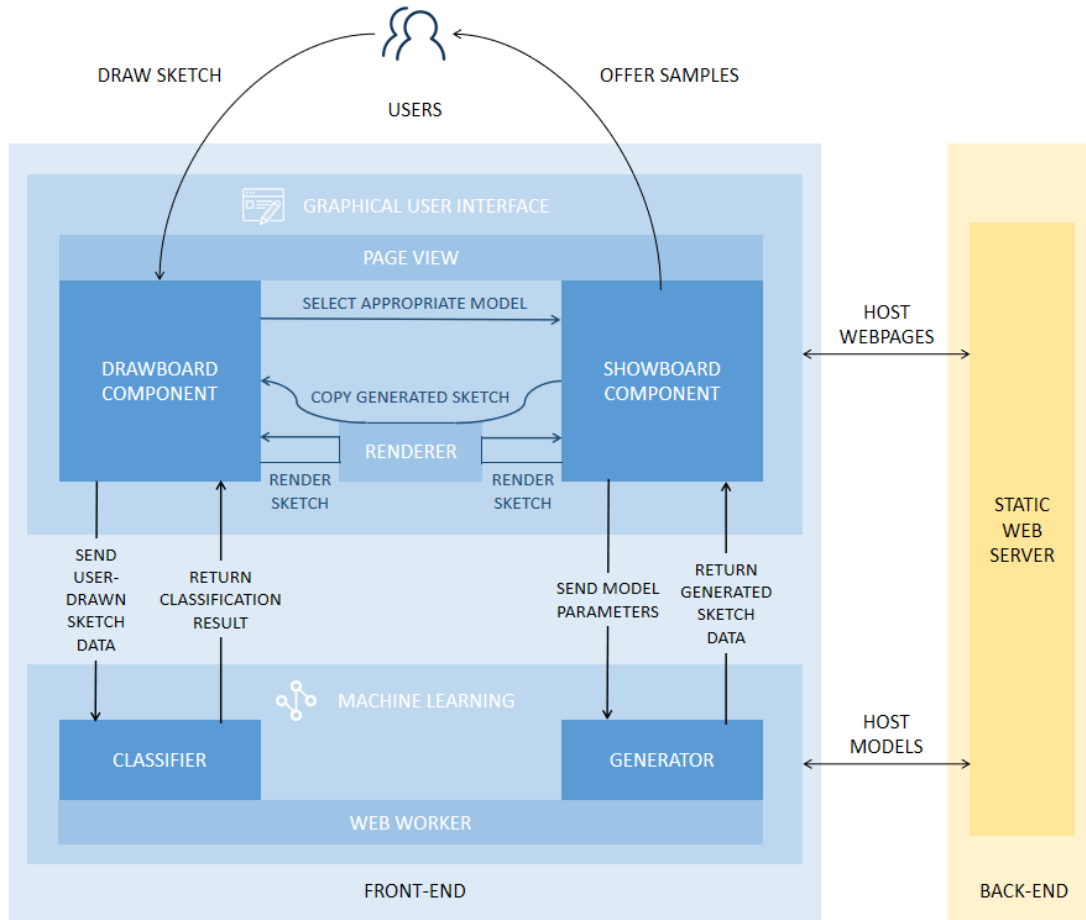 DRAW SKETCH
OFFER SAMPLES
USERS
GRAPHICAL USER INTERFACE
PAGE VIEW
SELECT APPROPRIATE MODEL
DRAWBOARD
COMPONENT
SHOWBOARD
COMPONENT
COPY GENERATED SKETCH
RENDERER
RENDER
SKETCH
RENDER
SKETCH
HOST
WEBPAGES
SEND
USER-
DRAWN
SKETCH
DATA
RETURN
CLASSIFICATION
RESULT
SEND MODEL
PARAMETERS
RETURN
GENERATED
SKETCH
DATA
STATIC
WEB
SERVER
MACHINE LEARNING
CLASSIFIER
GENERATOR
HOST
MODELS
WEB WORKER
FRONT-END
BACK-END